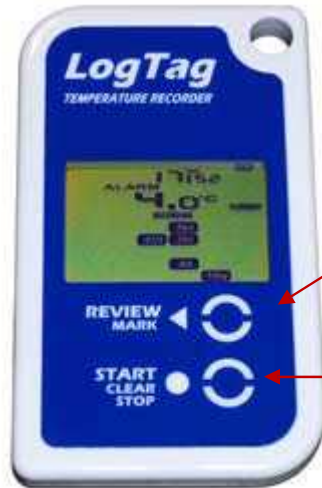 LogTag
TEMPERATURE RECORDER
ALARM
4.0°C
REVIEW
MARK
START
CLEAR
STOP